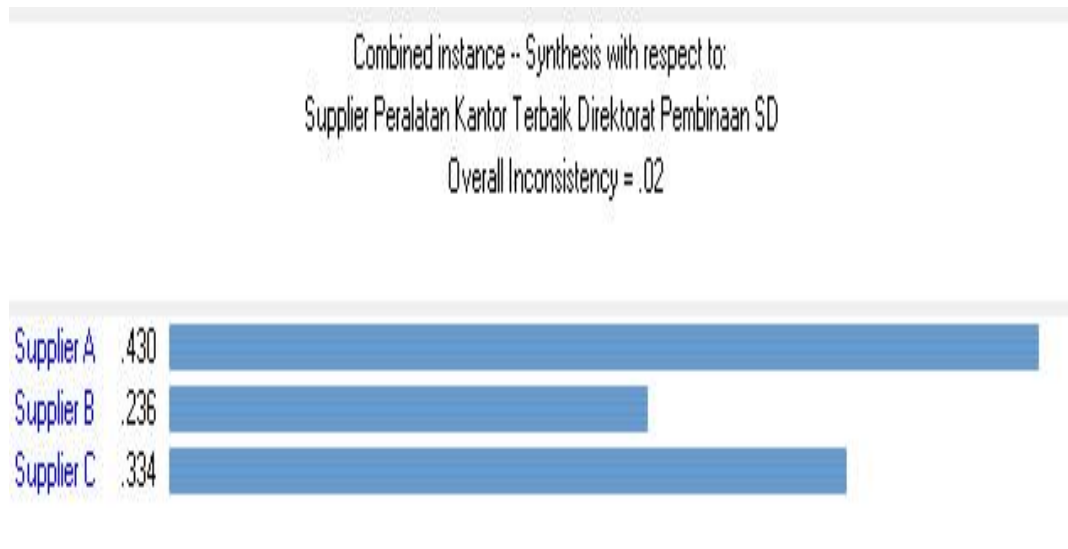 Combined instance -- Synthesis with respect to:
Supplier Peralatan Kantor Terbaik Direktorat Pembinaan SD
Overall Inconsistency = .02
Supplier A .430
Supplier B .236
Supplier C .334